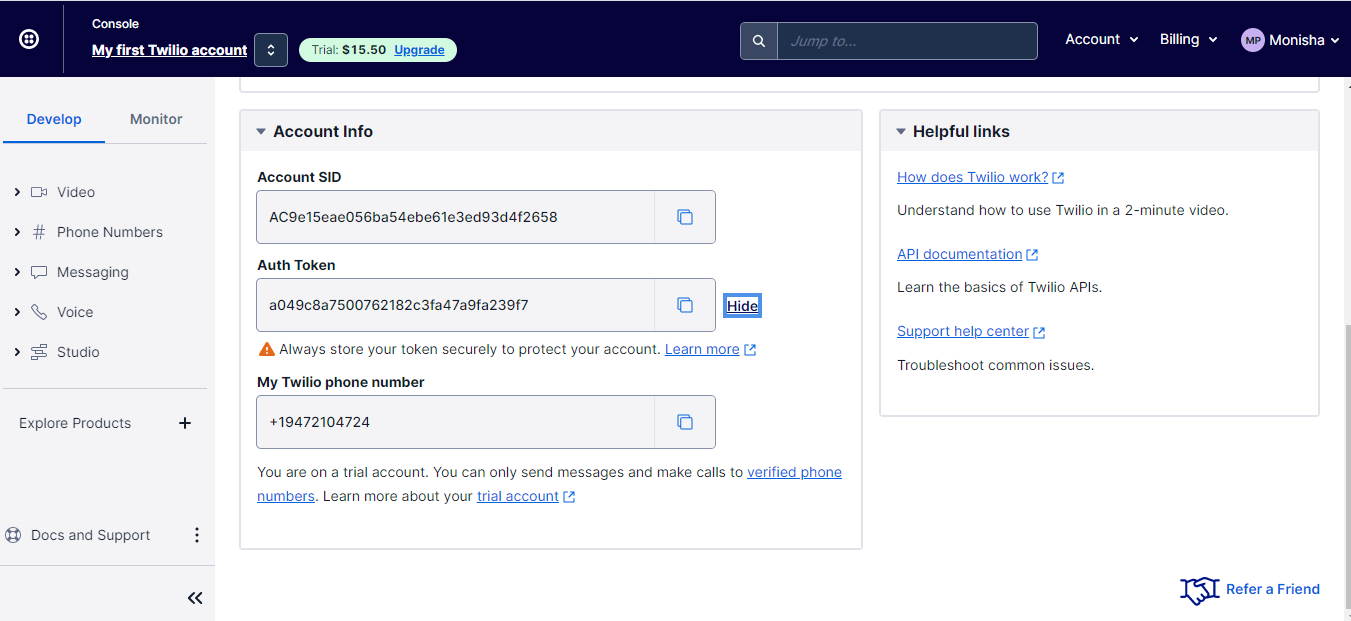 Console
My first Twilio account
Trial: $15.50 Upgrade
Jump to...
Account
Billing
MP Monisha
Develop
Monitor
Video
Phone Numbers
Messaging
Voice
Studio
Explore Products +
Docs and Support
Account Info
Account SID
AC9e15eae056ba54ebe61e3ed93d4f2658
Auth Token
a049c8a7500762182c3fa47a9fa239f7
Hide
Always store your token securely to protect your account. Learn more
My Twilio phone number
+19472104724
You are on a trial account. You can only send messages and make calls to verified phone
numbers. Learn more about your trial account
Helpful links
How does Twilio work?
Understand how to use Twilio in a 2-minute video.
API documentation
Learn the basics of Twilio APIs.
Support help center
Troubleshoot common issues.
Refer a Friend